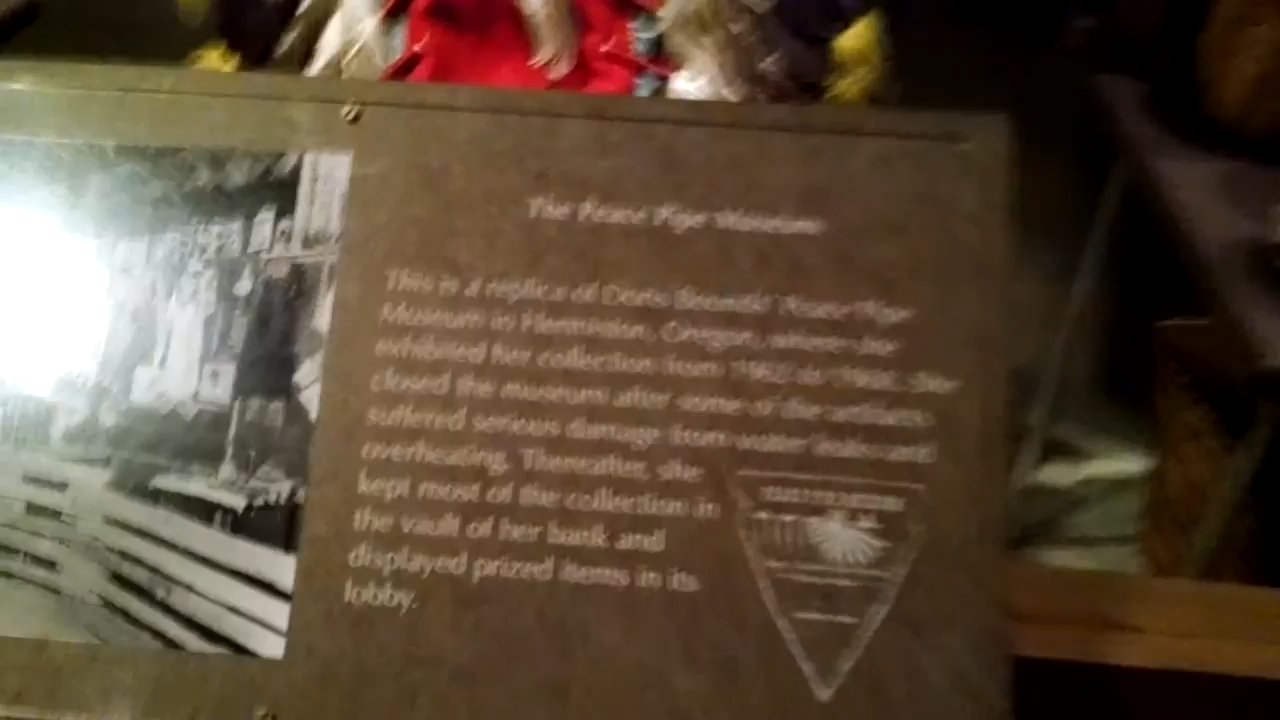 The Peace Pipe Museum
This is a replica of Doris Peace Pipe
Museum in Hermiston, Oregon, where she
exhibited her collection from to She
closed the museum after some of the artifacts
suffered serious damage from water leaks and
overheating. Thereafter, she
kept most of the collection in
the vault of her bank and
displayed prized items in its
lobby.